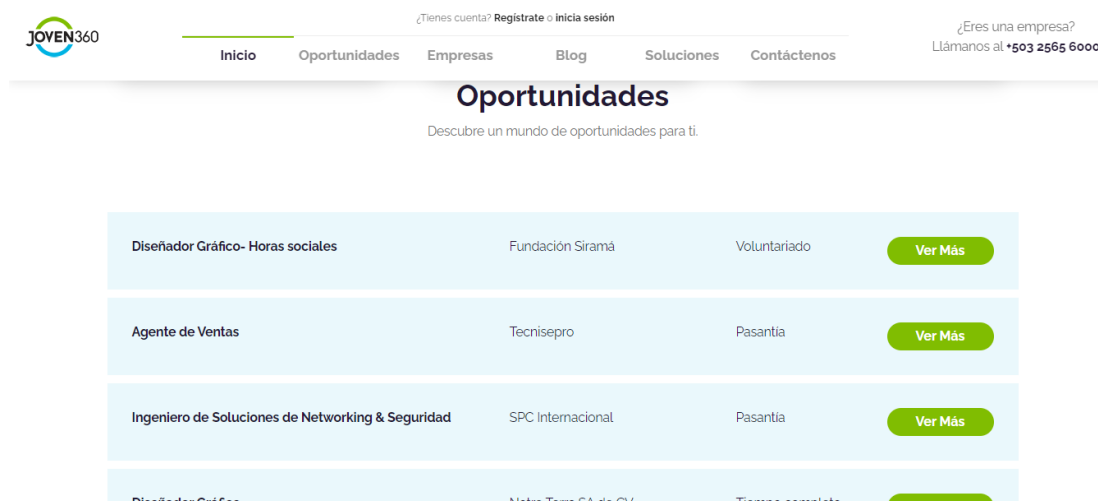 JOVEN360
¿Tienes cuenta? Regístrate o inicia sesión
¿Eres una empresa?
Llámanos al +503 2565 6000
Inicio Oportunidades Empresas Blog Soluciones Contáctenos
Oportunidades
Descubre un mundo de oportunidades para ti.
Diseñador Gráfico- Horas sociales Fundación Siramá Voluntariado Ver Más
Agente de Ventas Tecnisepro Pasantía Ver Más
Ingeniero de Soluciones de Networking & Seguridad SPC Internacional Pasantía Ver Más
Diseñador Gráfico